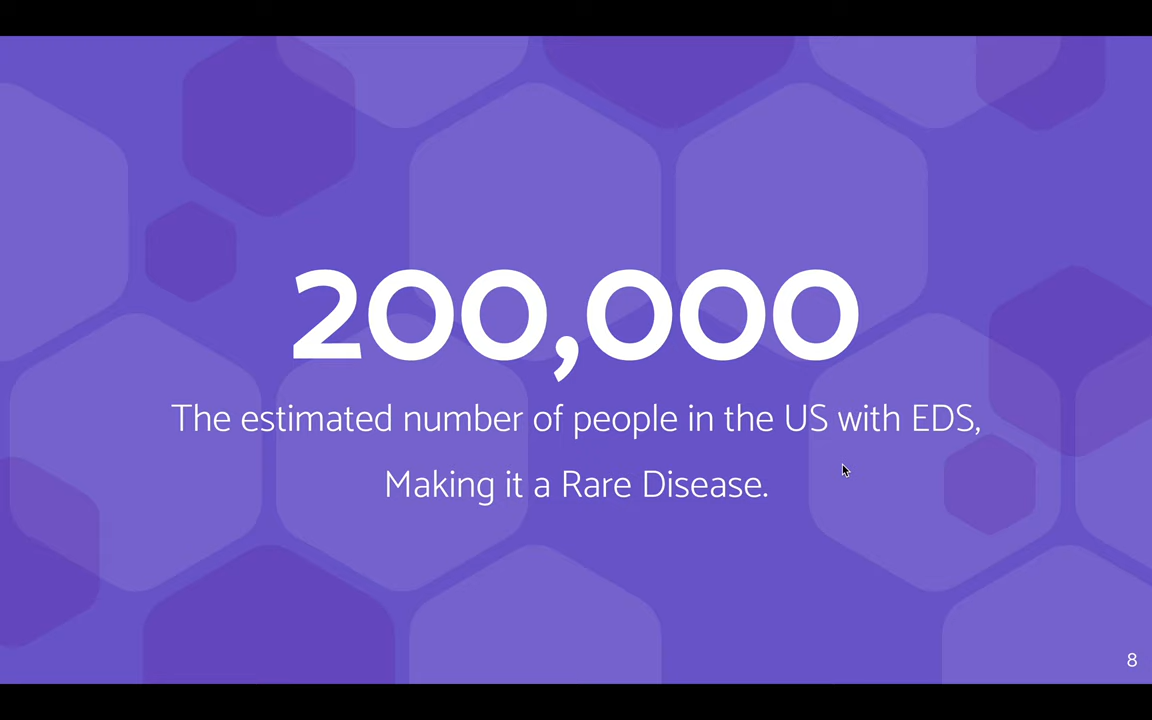 200,000
The estimated number of people in the US with EDS,
Making it a Rare Disease.
8